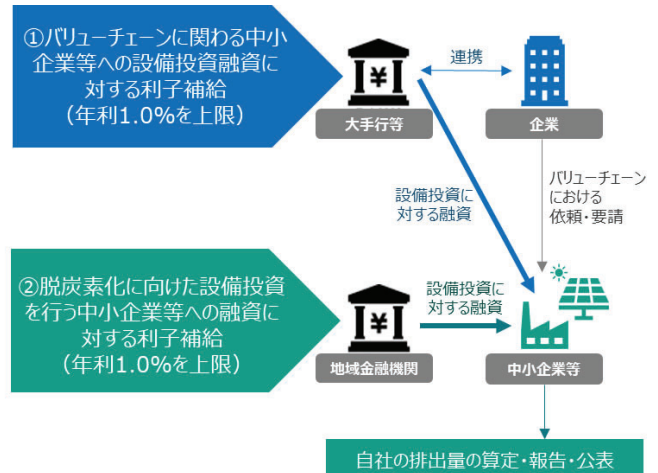 ①バリューチェーンに関わる中小
企業等への設備投資融資に
対する利子補給
（年利1.0%を上限）
¥
連携
大手行等
企業
設備投資に
対する融資
バリューチェーン
における
依頼・要請
②脱炭素化に向けた設備投資
を行う中小企業等への融資に
対する利子補給
（年利1.0%を上限）
¥
設備投資に
対する融資
地域金融機関
中小企業等
自社の排出量の算定・報告・公表